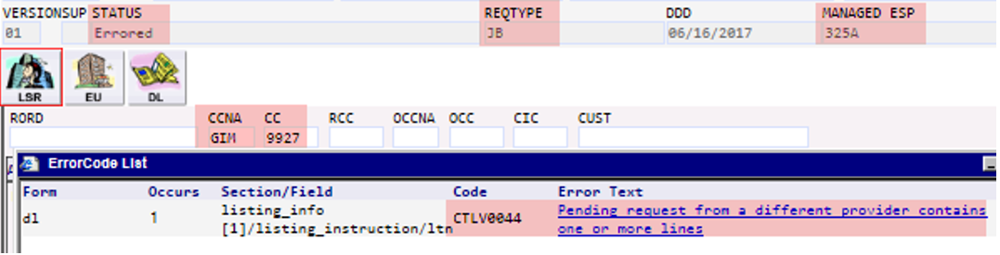 VERSIONSUP STATUS REQTYPE DDD MANAGED ESP
01 Errored JB 06/16/2017 325A
LSR EU DL
RORD CCNA CC RCC OCCNA OCC CIC CUST
GIM 9927
ErrorCode List
Form Occurs Section/Field Code Error Text
dl 1 listing_info CTLV0044 Pending request from a different provider contains
[1]/listing_instruction/ltn one or more lines